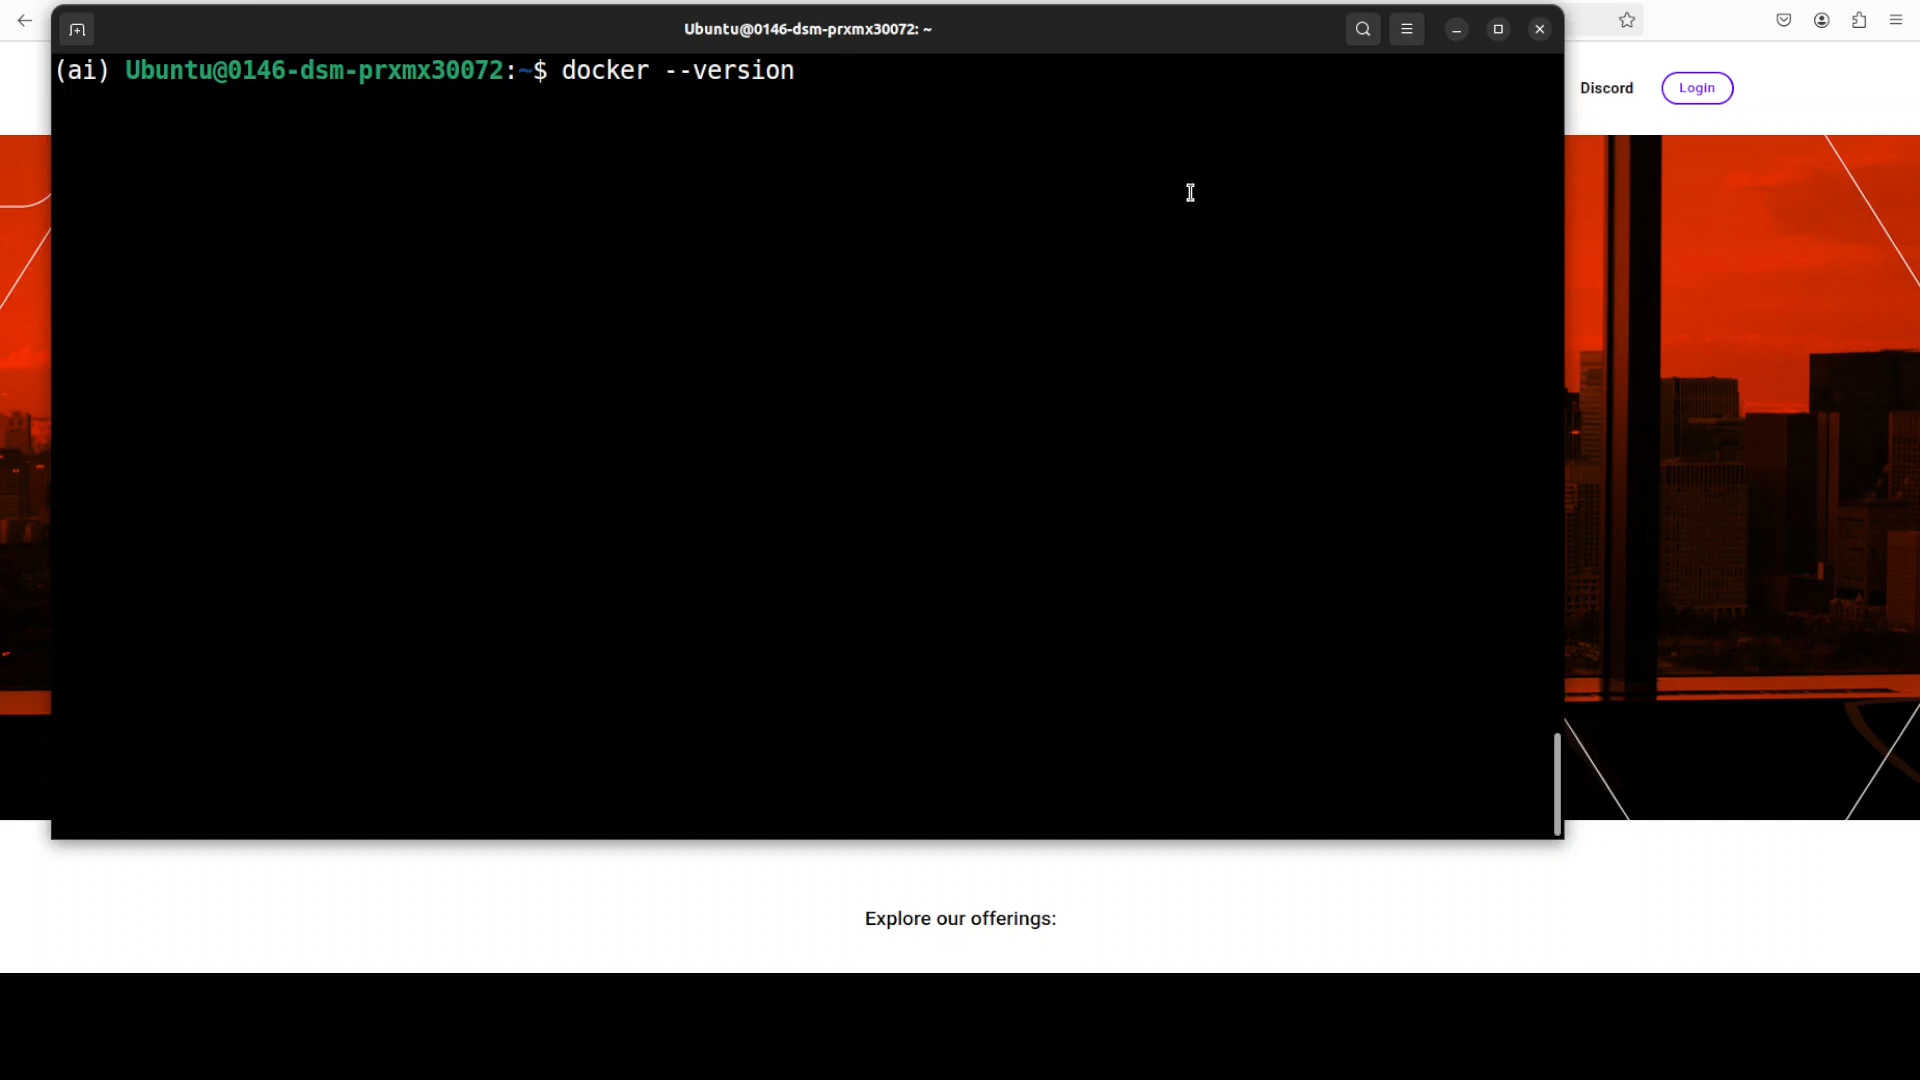 Ubuntu@0146-dsm-prxmx30072: ~
(ai) Ubuntu@0146-dsm-prxmx30072:~$ docker --version
Discord
Login
Explore our offerings: